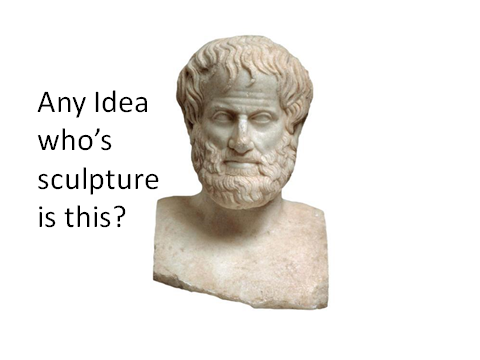 Any Idea
who's
sculpture
is this?